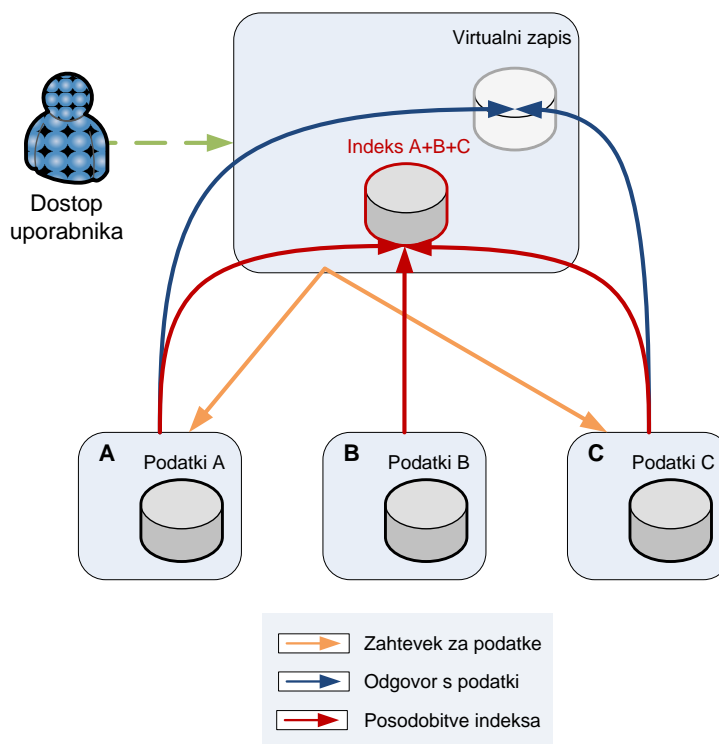 Virtualni zapis
Indeks A+B+C
Dostop
uporabnika
A
Podatki A
B
Podatki B
C
Podatki C
Zahtevek za podatke
Odgovor s podatki
Posodobitve indeksa